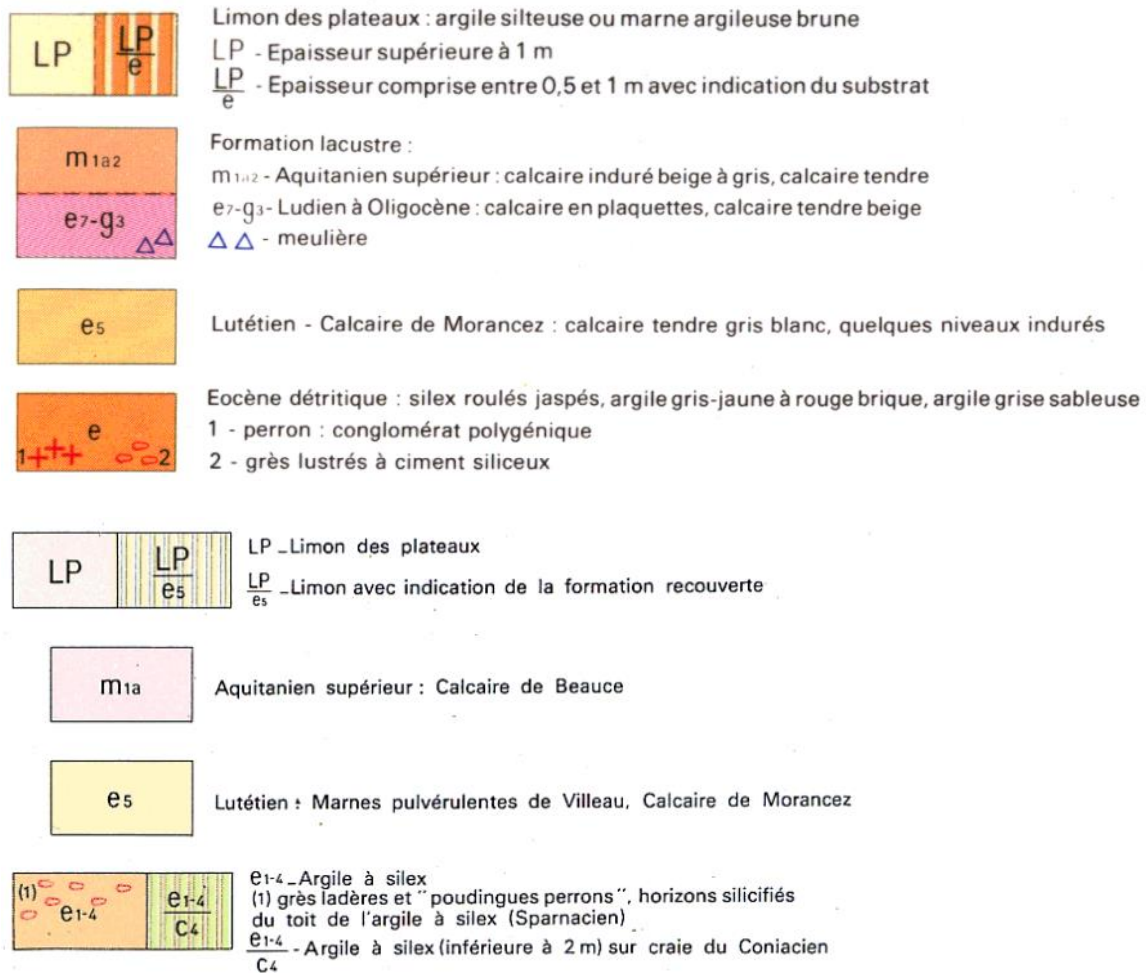 LP LP/e
Limon des plateaux : argile silteuse ou marne argileuse brune
LP - Epaisseur supérieure à 1 m
LP/e - Epaisseur comprise entre 0,5 et 1 m avec indication du substrat
m1a2
e7-g3
Formation lacustre :
m1a2 - Aquitanien supérieur : calcaire induré beige à gris, calcaire tendre
e7-g3- Ludien à Oligocène : calcaire en plaquettes, calcaire tendre beige
△ △ - meulière
e5
Lutétien - Calcaire de Morancez : calcaire tendre gris blanc, quelques niveaux indurés
e
1 2
Eocène détritique : silex roulés jaspés, argile gris-jaune à rouge brique, argile grise sableuse
1 - perron : conglomérat polygénique
2 - grès lustrés à ciment siliceux
LP LP/e5
LP _Limon des plateaux
LP/e5 _Limon avec indication de la formation recouverte
m1a
Aquitanien supérieur : Calcaire de Beauce
e5
Lutétien : Marnes pulvérulentes de Villeau, Calcaire de Morancez
(1) e1-4 e1-4/C4
e1-4_Argile à silex
(1) grès ladères et "poudingues perrons", horizons silicifiés
du toit de l'argile à silex (Sparnacien)
e1-4/C4 - Argile à silex (inférieure à 2 m) sur craie du Coniacien